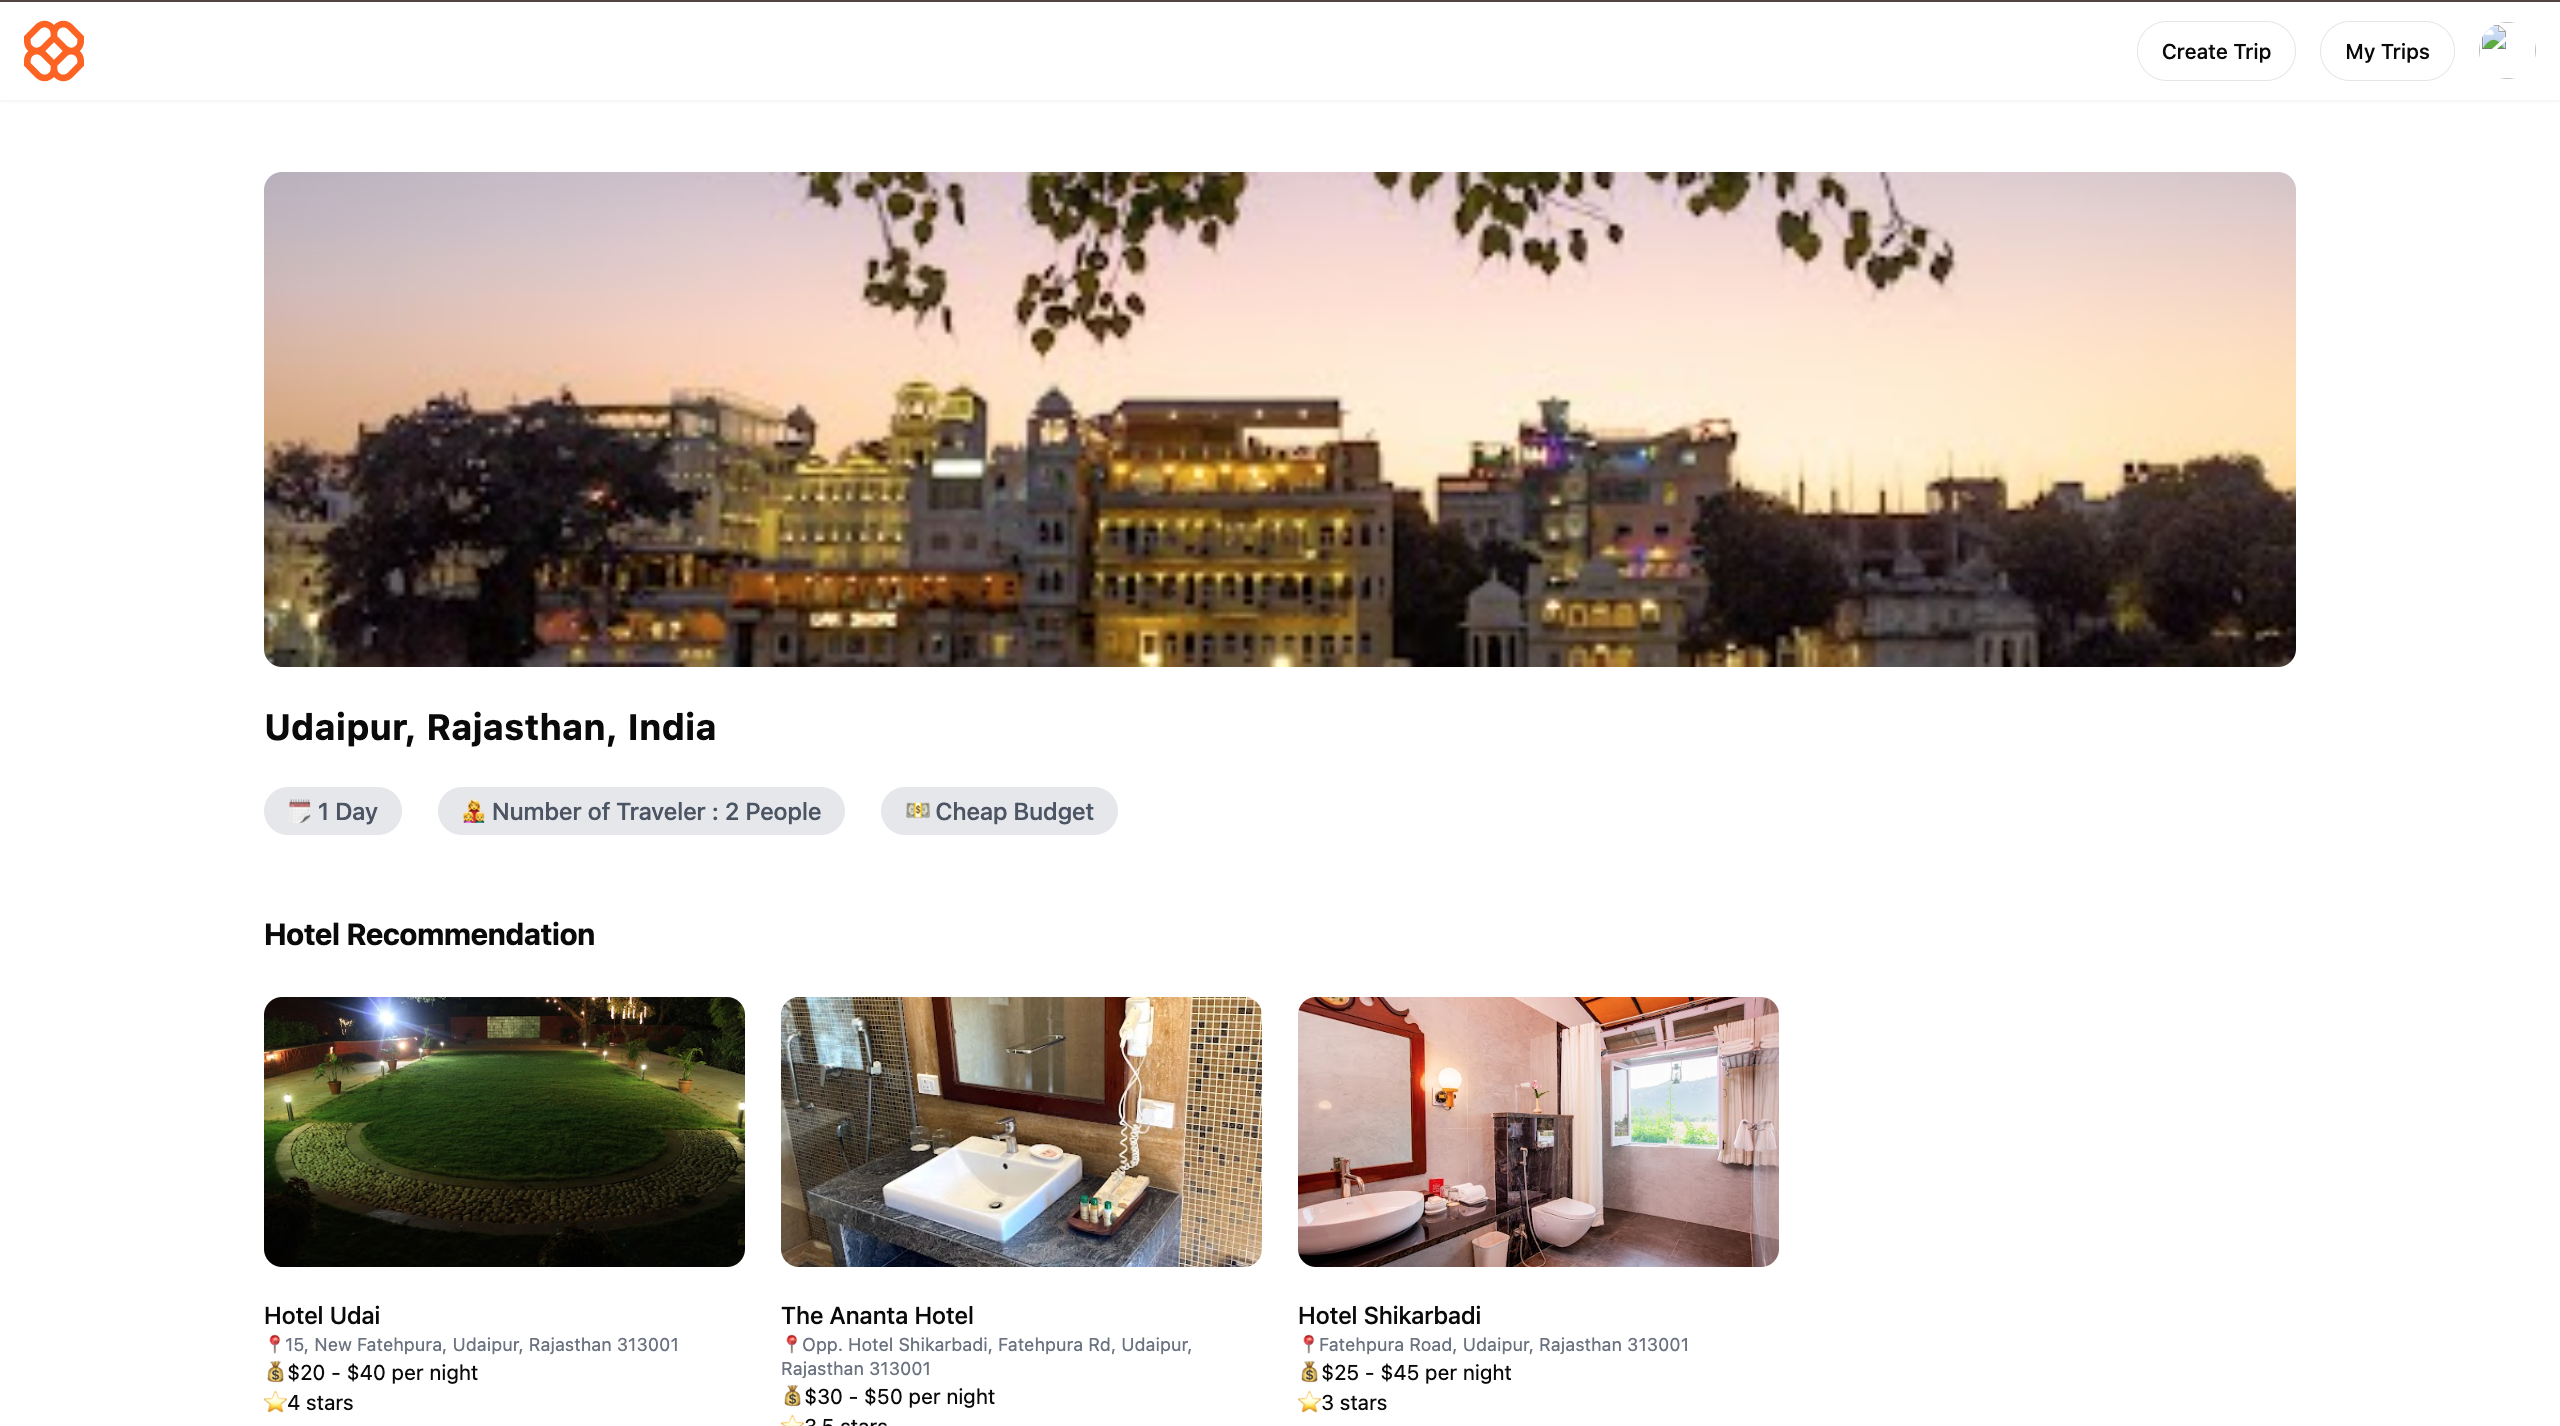 Create Trip
My Trips
Udaipur, Rajasthan, India
1 Day
Number of Traveler : 2 People
Cheap Budget
Hotel Recommendation
Hotel Udai
15, New Fatehpura, Udaipur, Rajasthan 313001
$20 - $40 per night
4 stars
The Ananta Hotel
Opp. Hotel Shikarbadi, Fatehpura Rd, Udaipur,
Rajasthan 313001
$30 - $50 per night
3.5 stars
Hotel Shikarbadi
Fatehpura Road, Udaipur, Rajasthan 313001
$25 - $45 per night
3 stars